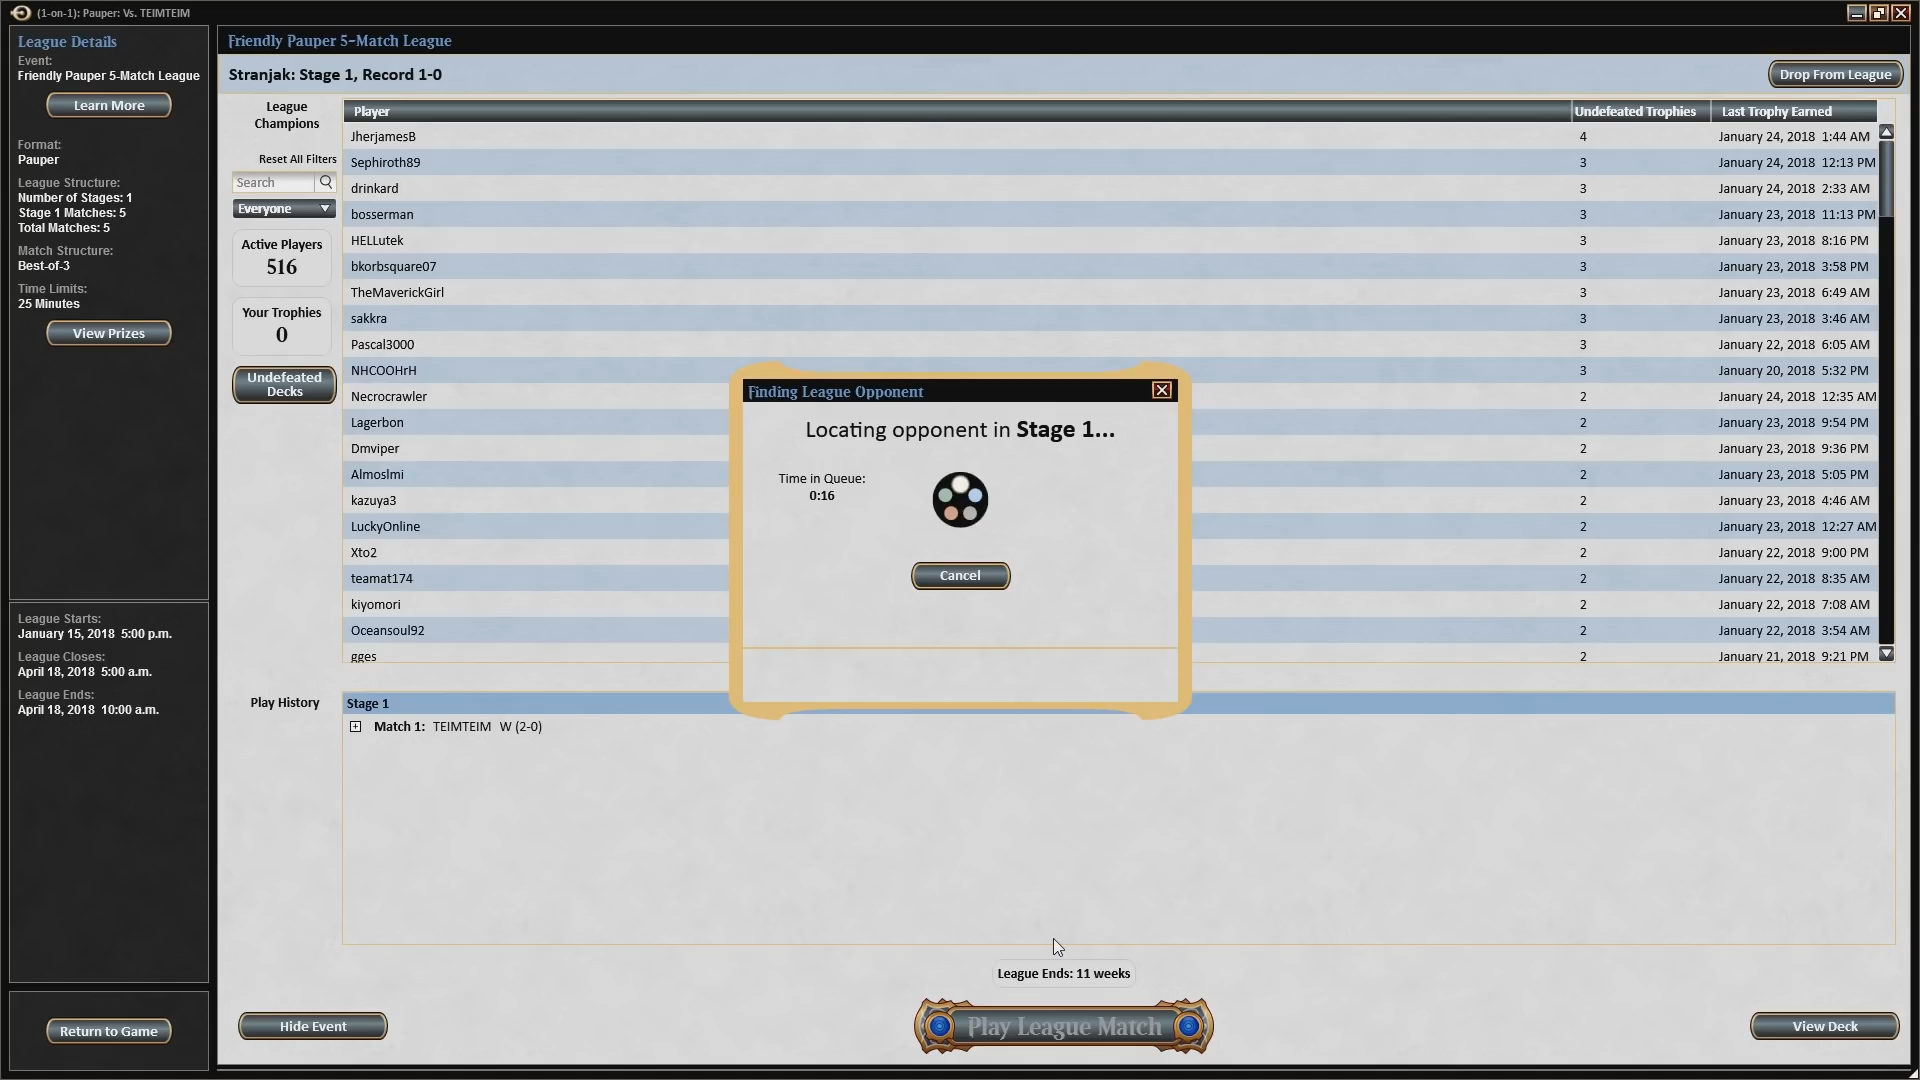 (1-on-1): Pauper: Vs. TEIMTEIM
League Details
Event:
Friendly Pauper 5-Match League
Learn More
Format:
Pauper
League Structure:
Number of Stages: 1
Stage 1 Matches: 5
Total Matches: 5
Match Structure:
Best-of-3
Time Limits:
25 Minutes
View Prizes
League Starts:
January 15, 2018 5:00 p.m.
League Closes:
April 18, 2018 5:00 a.m.
League Ends:
April 18, 2018 10:00 a.m.
Return to Game
Friendly Pauper 5-Match League
Stranjak: Stage 1, Record 1-0
Drop From League
League
Champions
Reset All Filters
Search
Everyone
Active Players
516
Your Trophies
0
Undefeated
Decks
Player Undefeated Trophies Last Trophy Earned
JherjamesB 4 January 24, 2018 1:44 AM
Sephiroth89 3 January 24, 2018 12:13 PM
drinkard 3 January 24, 2018 2:33 AM
bosserman 3 January 23, 2018 11:13 PM
HELLutek 3 January 23, 2018 8:16 PM
bkorbsquare07 3 January 23, 2018 3:58 PM
TheMaverickGirl 3 January 23, 2018 6:49 AM
sakkra 3 January 23, 2018 3:46 AM
Pascal3000 3 January 22, 2018 6:05 AM
NHCOOHrH 3 January 20, 2018 5:32 PM
Necrocrawler 2 January 24, 2018 12:35 AM
Lagerbon 2 January 23, 2018 9:54 PM
Dmviper 2 January 23, 2018 9:36 PM
Almoslmi 2 January 23, 2018 5:05 PM
kazuya3 2 January 23, 2018 4:46 AM
LuckyOnline 2 January 23, 2018 12:27 AM
Xto2 2 January 22, 2018 9:00 PM
teamat174 2 January 22, 2018 8:35 AM
kiyomori 2 January 22, 2018 7:08 AM
Oceansoul92 2 January 22, 2018 3:54 AM
gges 2 January 21, 2018 9:21 PM
Finding League Opponent
Locating opponent in Stage 1...
Time in Queue:
0:16
Cancel
Play History
Stage 1
Match 1: TEIMTEIM W (2-0)
League Ends: 11 weeks
Hide Event
Play League Match
View Deck